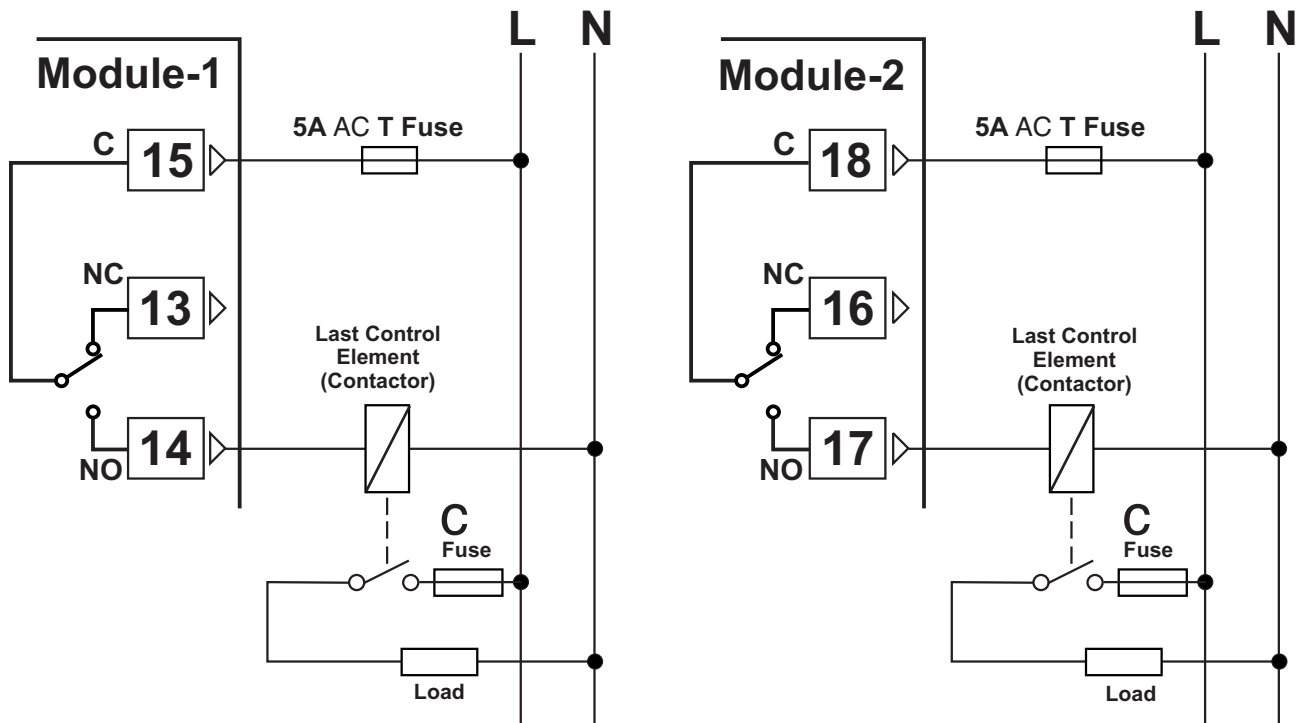 L N
Module-1
5A AC T Fuse
C
15
NC
13
Last Control
Element
(Contactor)
14
NO
C
Fuse
Load
L N
Module-2
5A AC T Fuse
C
18
NC
16
Last Control
Element
(Contactor)
17
NO
C
Fuse
Load